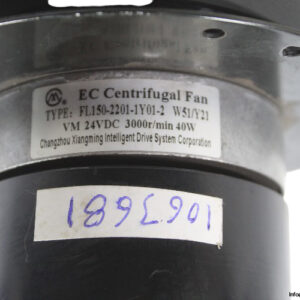 EC Centrifugal Fan
TYPE: FL150-2201-1Y01-2 W51/Y21
VM 24VDC 3000r/min 40W
Changzhou Xiangming Intelligent Drive System Corporation
1063681